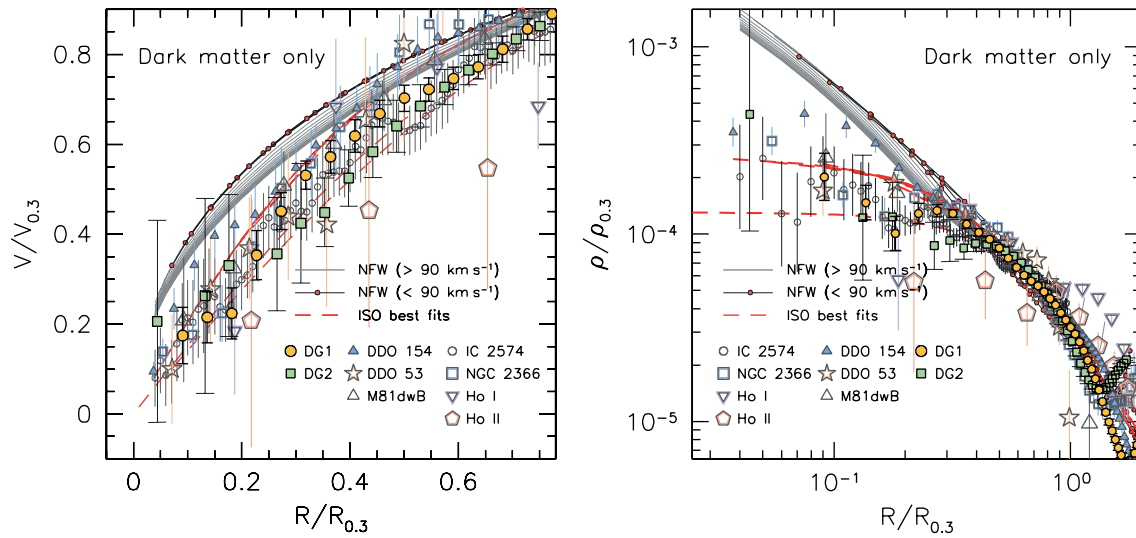 Dark matter only
0.8
0.6
0.4
0.2
0
V/V0.3
NFW (> 90 km s⁻¹)
NFW (< 90 km s⁻¹)
ISO best fits
DG1
DDO 154
IC 2574
DG2
DDO 53
NGC 2366
M81dwB
Ho I
Ho II
0
0.2
0.4
0.6
R/R0.3
Dark matter only
10⁻³
10⁻⁴
10⁻⁵
ρ/ρ0.3
NFW (> 90 km s⁻¹)
NFW (< 90 km s⁻¹)
ISO best fits
IC 2574
DDO 154
DG1
NGC 2366
DDO 53
DG2
Ho I
M81dwB
Ho II
10⁻¹
10⁰
R/R0.3